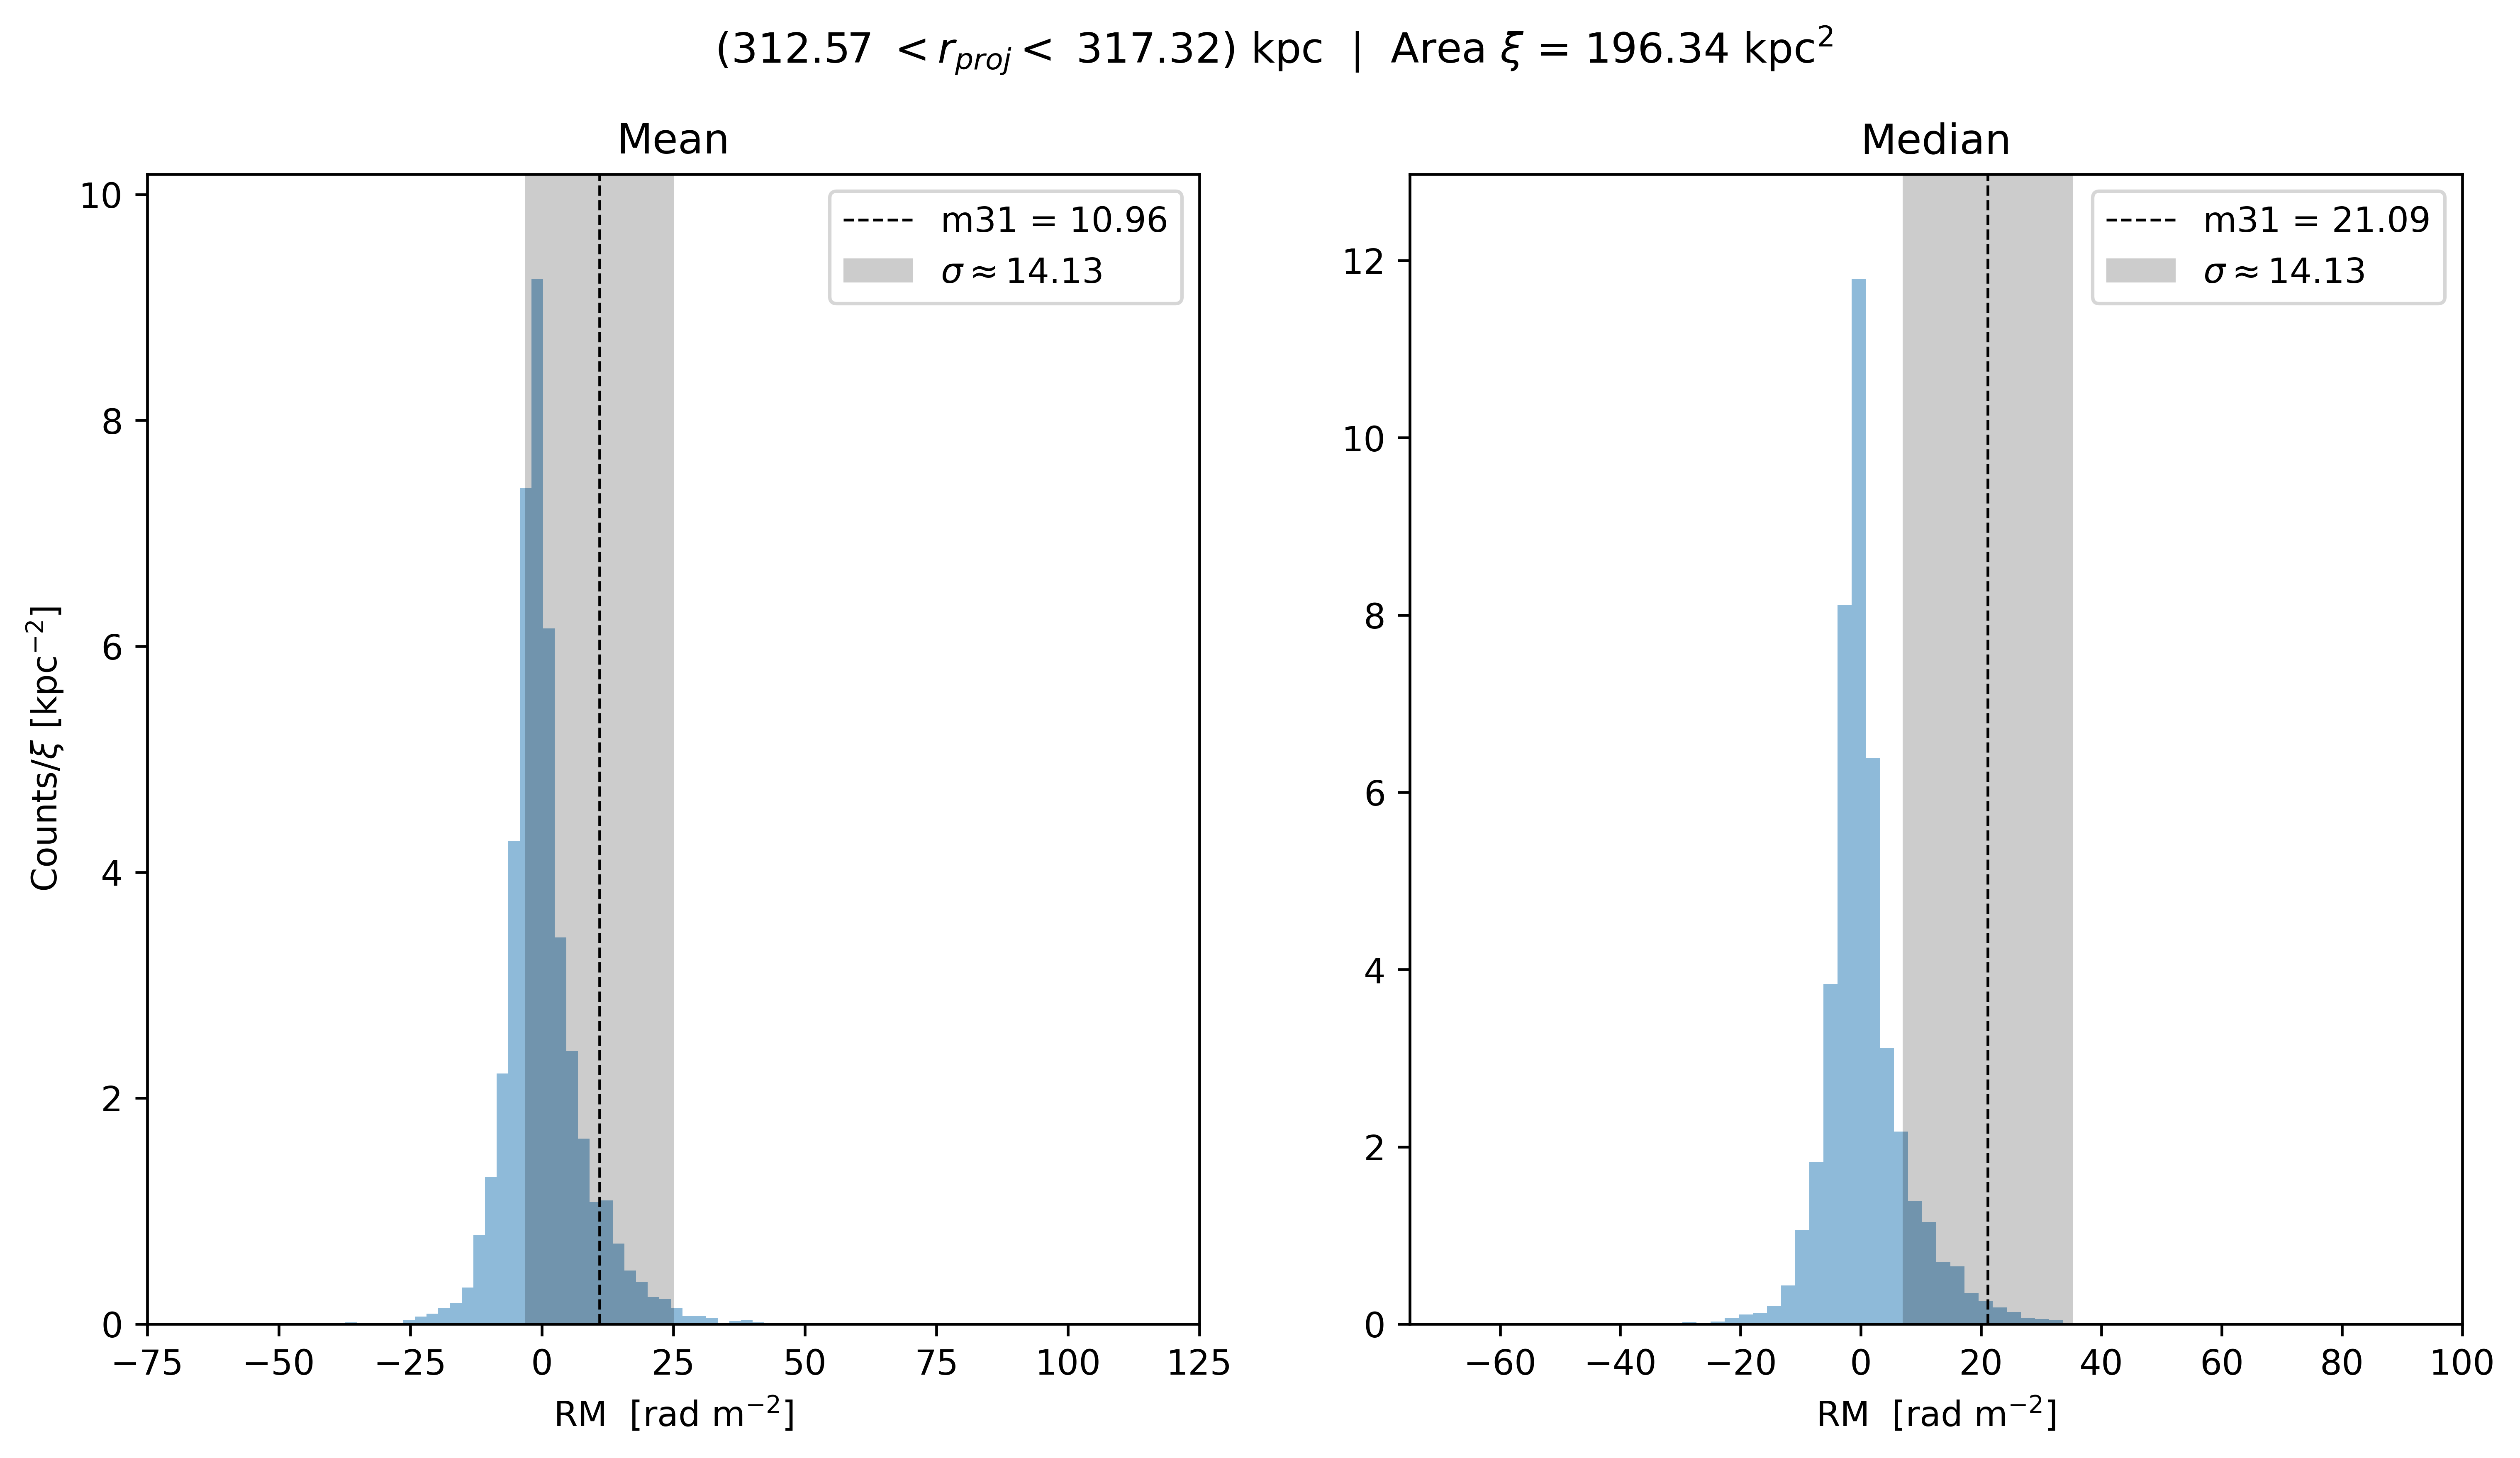 (312.57 < r_proj < 317.32) kpc | Area ξ = 196.34 kpc²
Mean
m31 = 10.96
σ ≈ 14.13
10
8
6
4
2
0
Counts/ξ [kpc⁻²]
−75 −50 −25 0 25 50 75 100 125
RM [rad m⁻²]
Median
m31 = 21.09
σ ≈ 14.13
12
10
8
6
4
2
0
−60 −40 −20 0 20 40 60 80 100
RM [rad m⁻²]